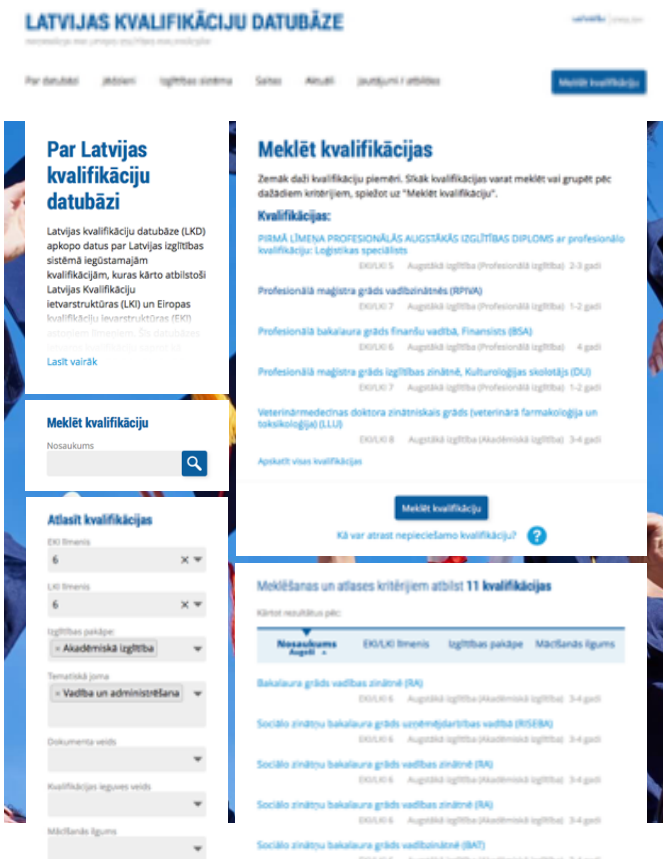 LATVIJAS KVALIFIKĀCIJU DATUBĀZE
Par datubāzi Jēdzieni Izglītības sistēma Saites Aktuāli Jautājumi / atbildes Meklēt kvalifikāciju
Par Latvijas
kvalifikāciju
datubāzi
Latvijas kvalifikāciju datubāze (LKD)
apkopo datus par Latvijas izglītības
sistēmā iegūstamajām
kvalifikācijām, kuras kārto atbilstoši
Latvijas Kvalifikāciju
ietvarstruktūras (LKI) un Eiropas
kvalifikāciju ievarstruktūras (EKI)
Lasīt vairāk
Meklēt kvalifikāciju
Nosaukums
Atlasīt kvalifikācijas
EKI līmenis
6
LKI līmenis
6
Izglītības pakāpe:
× Akadēmiskā izglītība
Tematiskā joma
× Vadība un administrēšana
Dokumenta veids
Kvalifikācijas ieguves veids
Mācīšanās ilgums
Meklēt kvalifikācijas
Zemāk daži kvalifikāciju piemēri. Sīkāk kvalifikācijas varat meklēt vai grupēt pēc
dažādiem kritērijiem, spiežot uz "Meklēt kvalifikāciju".
Kvalifikācijas:
PIRMĀ LĪMEŅA PROFESIONĀLĀS AUGSTĀKĀS IZGLĪTĪBAS DIPLOMS ar profesionālo
kvalifikāciju: Loģistikas speciālists
EKI/LKI 5 Augstākā izglītība (Profesionālā izglītība) 2-3 gadi
Profesionālā maģistra grāds vadībzinātnēs (RPIVA)
EKI/LKI 7 Augstākā izglītība (Profesionālā izglītība) 1-2 gadi
Profesionālā bakalaura grāds finanšu vadībā, Finansists (BSA)
EKI/LKI 6 Augstākā izglītība (Profesionālā izglītība) 4 gadi
Profesionālā maģistra grāds izglītības zinātnē, Kulturoloģijas skolotājs (DU)
EKI/LKI 7 Augstākā izglītība (Profesionālā izglītība) 1-2 gadi
Veterinārmedecīnas doktora zinātniskais grāds (veterinārā farmakoloģija un
toksikoloģija) (LLU)
EKI/LKI 8 Augstākā izglītība (Akadēmiskā izglītība) 3-4 gadi
Apskatīt visas kvalifikācijas
Meklēt kvalifikāciju
Kā var atrast nepieciešamo kvalifikāciju? ?
Meklēšanas un atlases kritērijiem atbilst 11 kvalifikācijas
Kārtot rezultātus pēc:
Nosaukums EKI/LKI līmenis Izglītības pakāpe Mācīšanās ilgums
Augoši
Bakalaura grāds vadības zinātnē (RA)
EKI/LKI 6 Augstākā izglītība (Akadēmiskā izglītība) 3-4 gadi
Sociālo zinātņu bakalaura grāds uzņēmējdarbības vadībā (RISEBA)
EKI/LKI 6 Augstākā izglītība (Akadēmiskā izglītība) 3-4 gadi
Sociālo zinātņu bakalaura grāds vadības zinātnē (RA)
EKI/LKI 6 Augstākā izglītība (Akadēmiskā izglītība) 3-4 gadi
Sociālo zinātņu bakalaura grāds vadības zinātnē (RA)
EKI/LKI 6 Augstākā izglītība (Akadēmiskā izglītība) 3-4 gadi
Sociālo zinātņu bakalaura grāds vadībzinātnē (BAT)